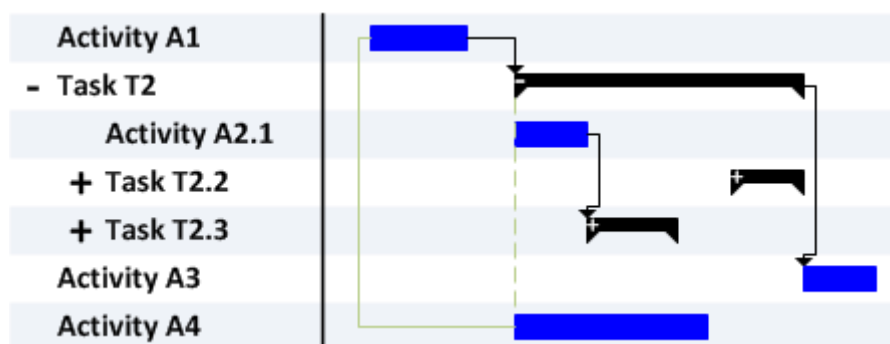 Activity A1
- Task T2
Activity A2.1
+ Task T2.2
+ Task T2.3
Activity A3
Activity A4